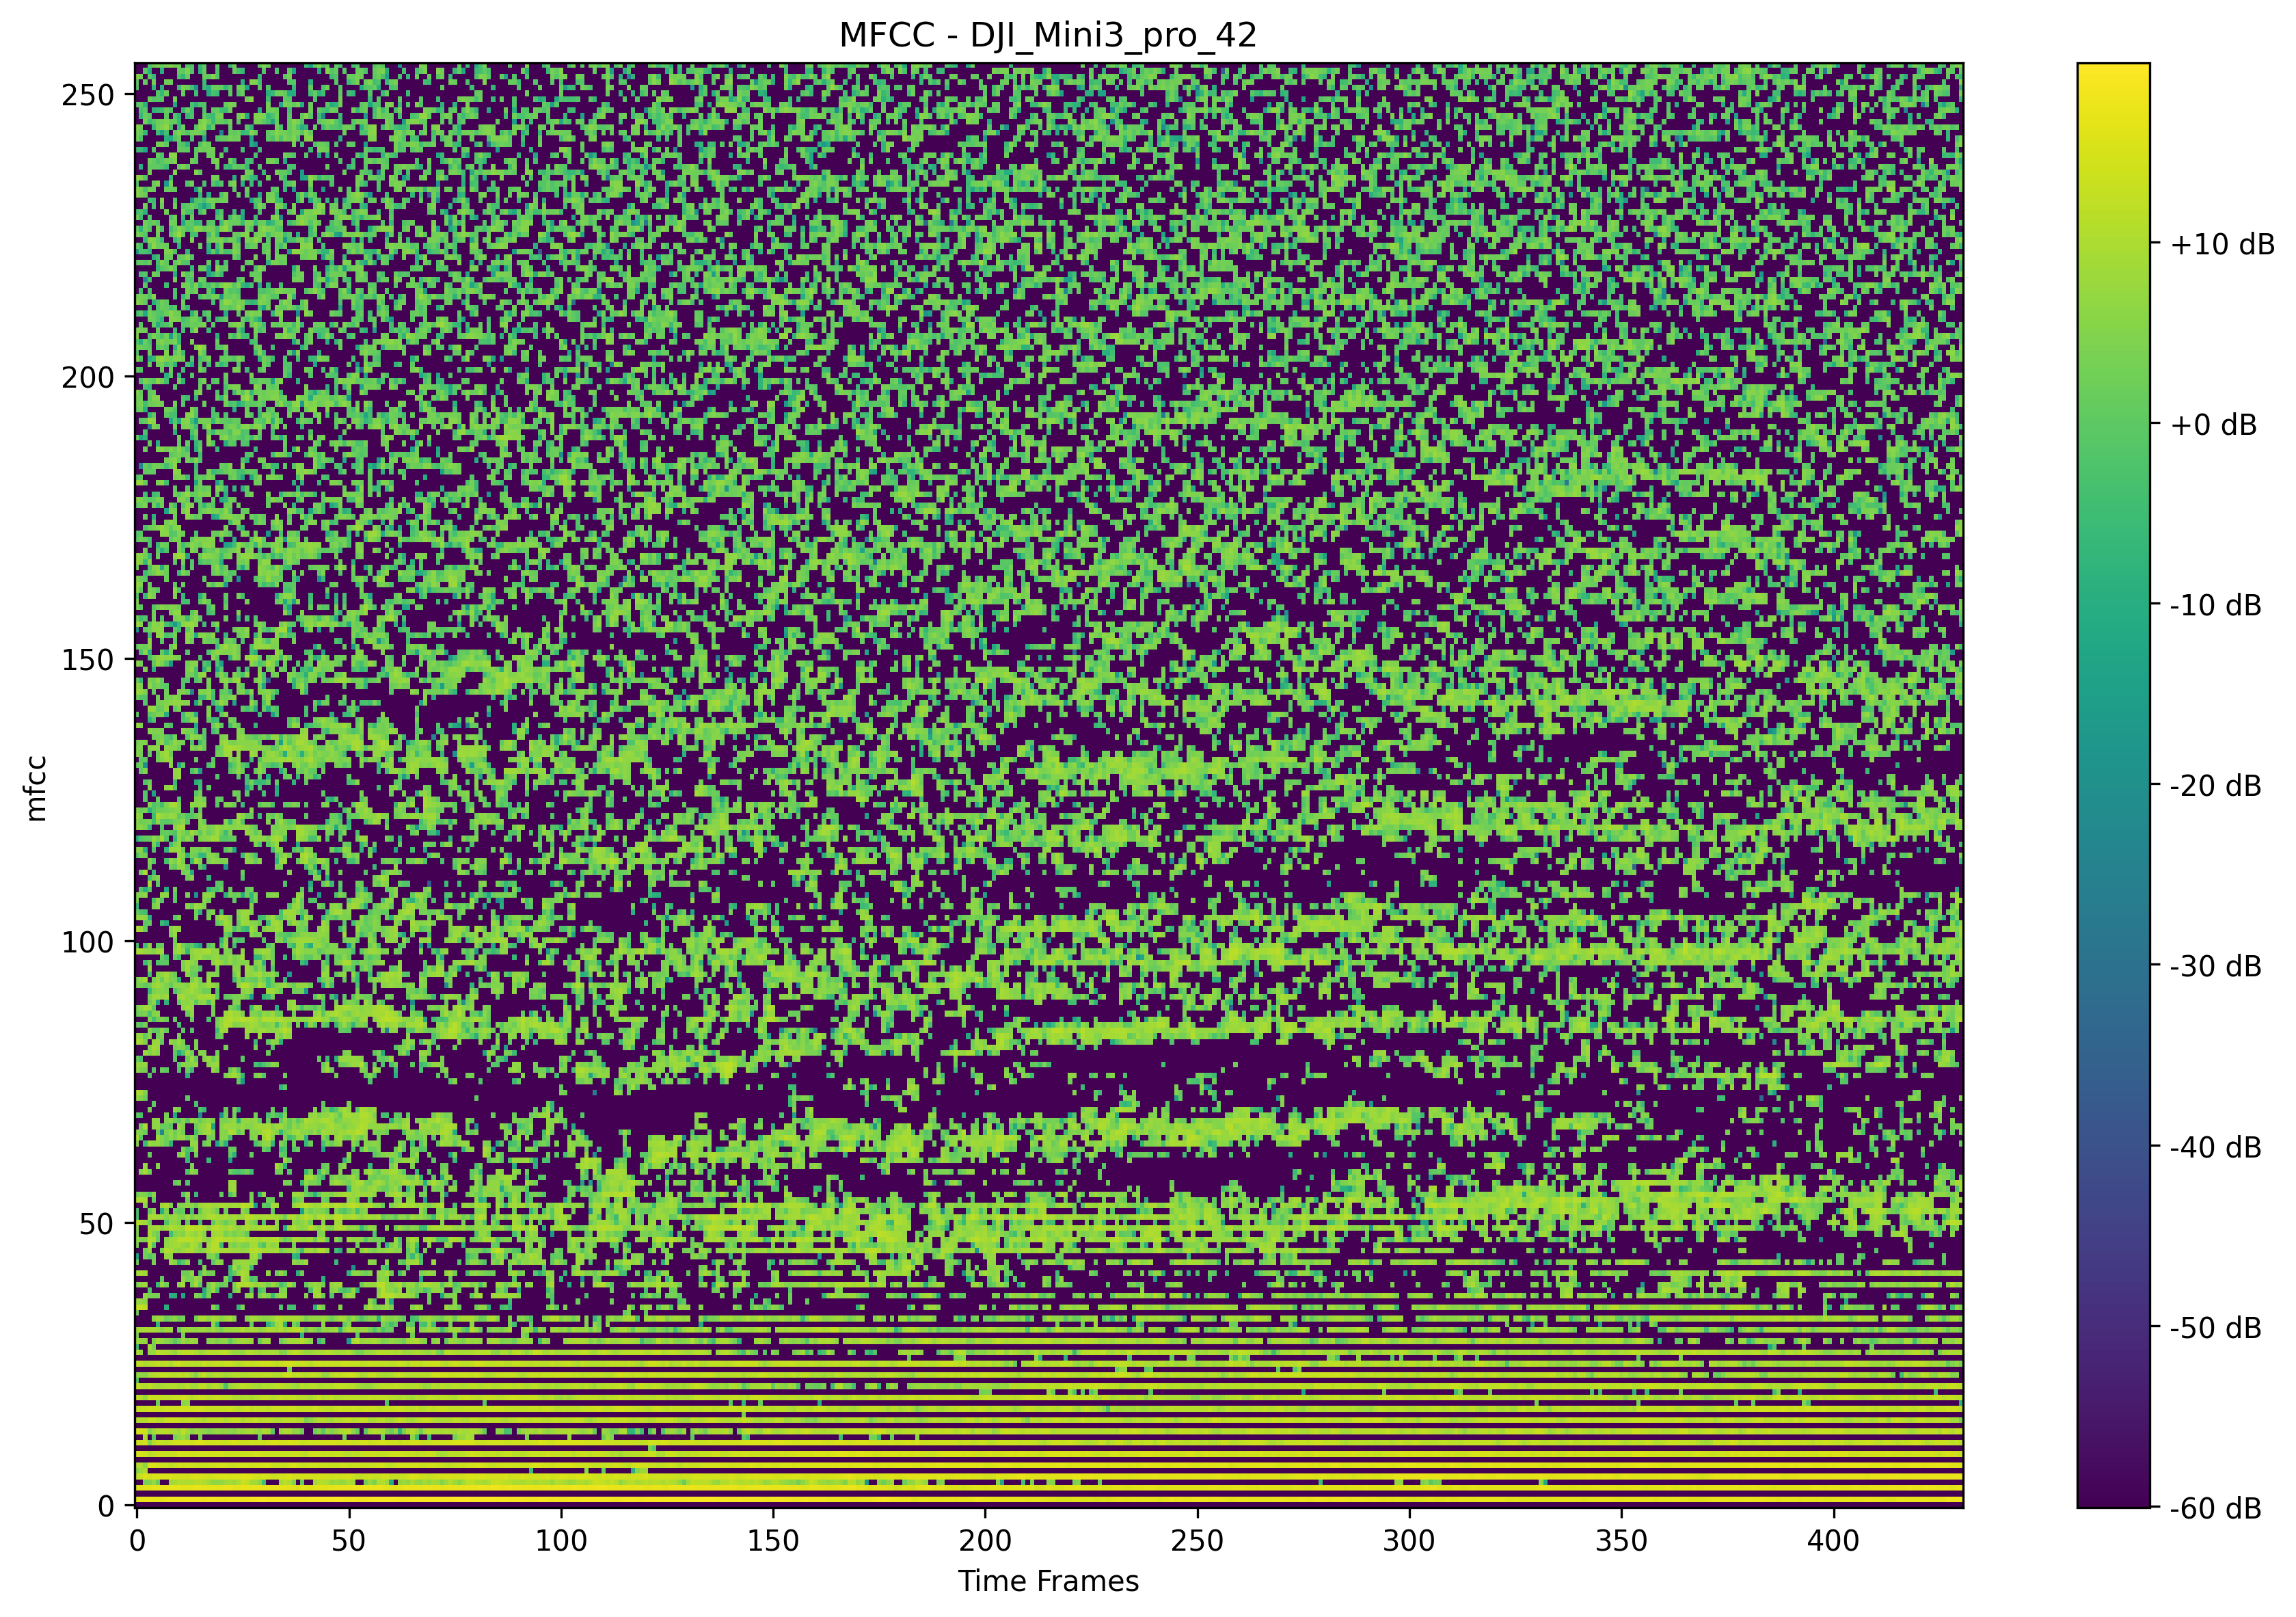 MFCC - DJI_Mini3_pro_42
250
200
150
100
50
0
mfcc
0 50 100 150 200 250 300 350 400
Time Frames
+10 dB
+0 dB
-10 dB
-20 dB
-30 dB
-40 dB
-50 dB
-60 dB